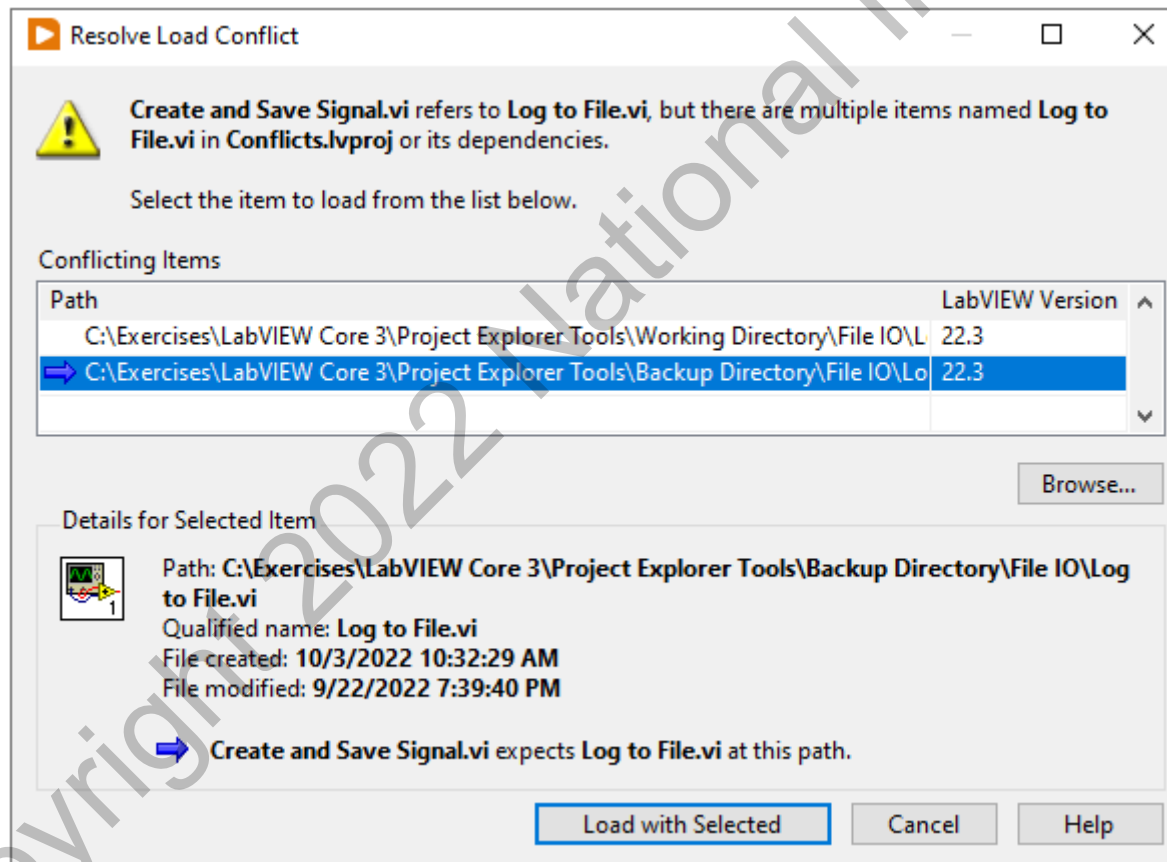 Resolve Load Conflict
Create and Save Signal.vi refers to Log to File.vi, but there are multiple items named Log to
File.vi in Conflicts.lvproj or its dependencies.
Select the item to load from the list below.
Conflicting Items
Path LabVIEW Version
C:\Exercises\LabVIEW Core 3\Project Explorer Tools\Working Directory\File IO\L 22.3
C:\Exercises\LabVIEW Core 3\Project Explorer Tools\Backup Directory\File IO\Lo 22.3
Browse...
Details for Selected Item
Path: C:\Exercises\LabVIEW Core 3\Project Explorer Tools\Backup Directory\File IO\Log
to File.vi
1
Qualified name: Log to File.vi
File created: 10/3/2022 10:32:29 AM
File modified: 9/22/2022 7:39:40 PM
Create and Save Signal.vi expects Log to File.vi at this path.
Load with Selected Cancel Help
yright 2022 National I